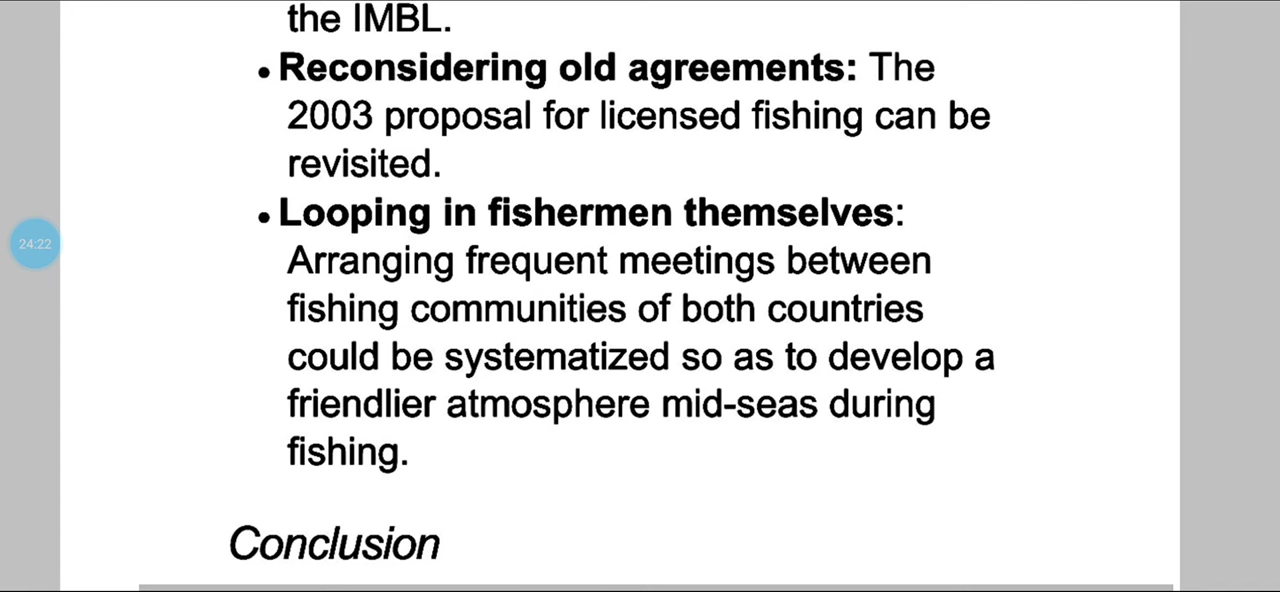 the IMBL.
• Reconsidering old agreements: The
2003 proposal for licensed fishing can be
revisited.
• Looping in fishermen themselves:
Arranging frequent meetings between
fishing communities of both countries
could be systematized so as to develop a
friendlier atmosphere mid-seas during
fishing.
24:22
Conclusion